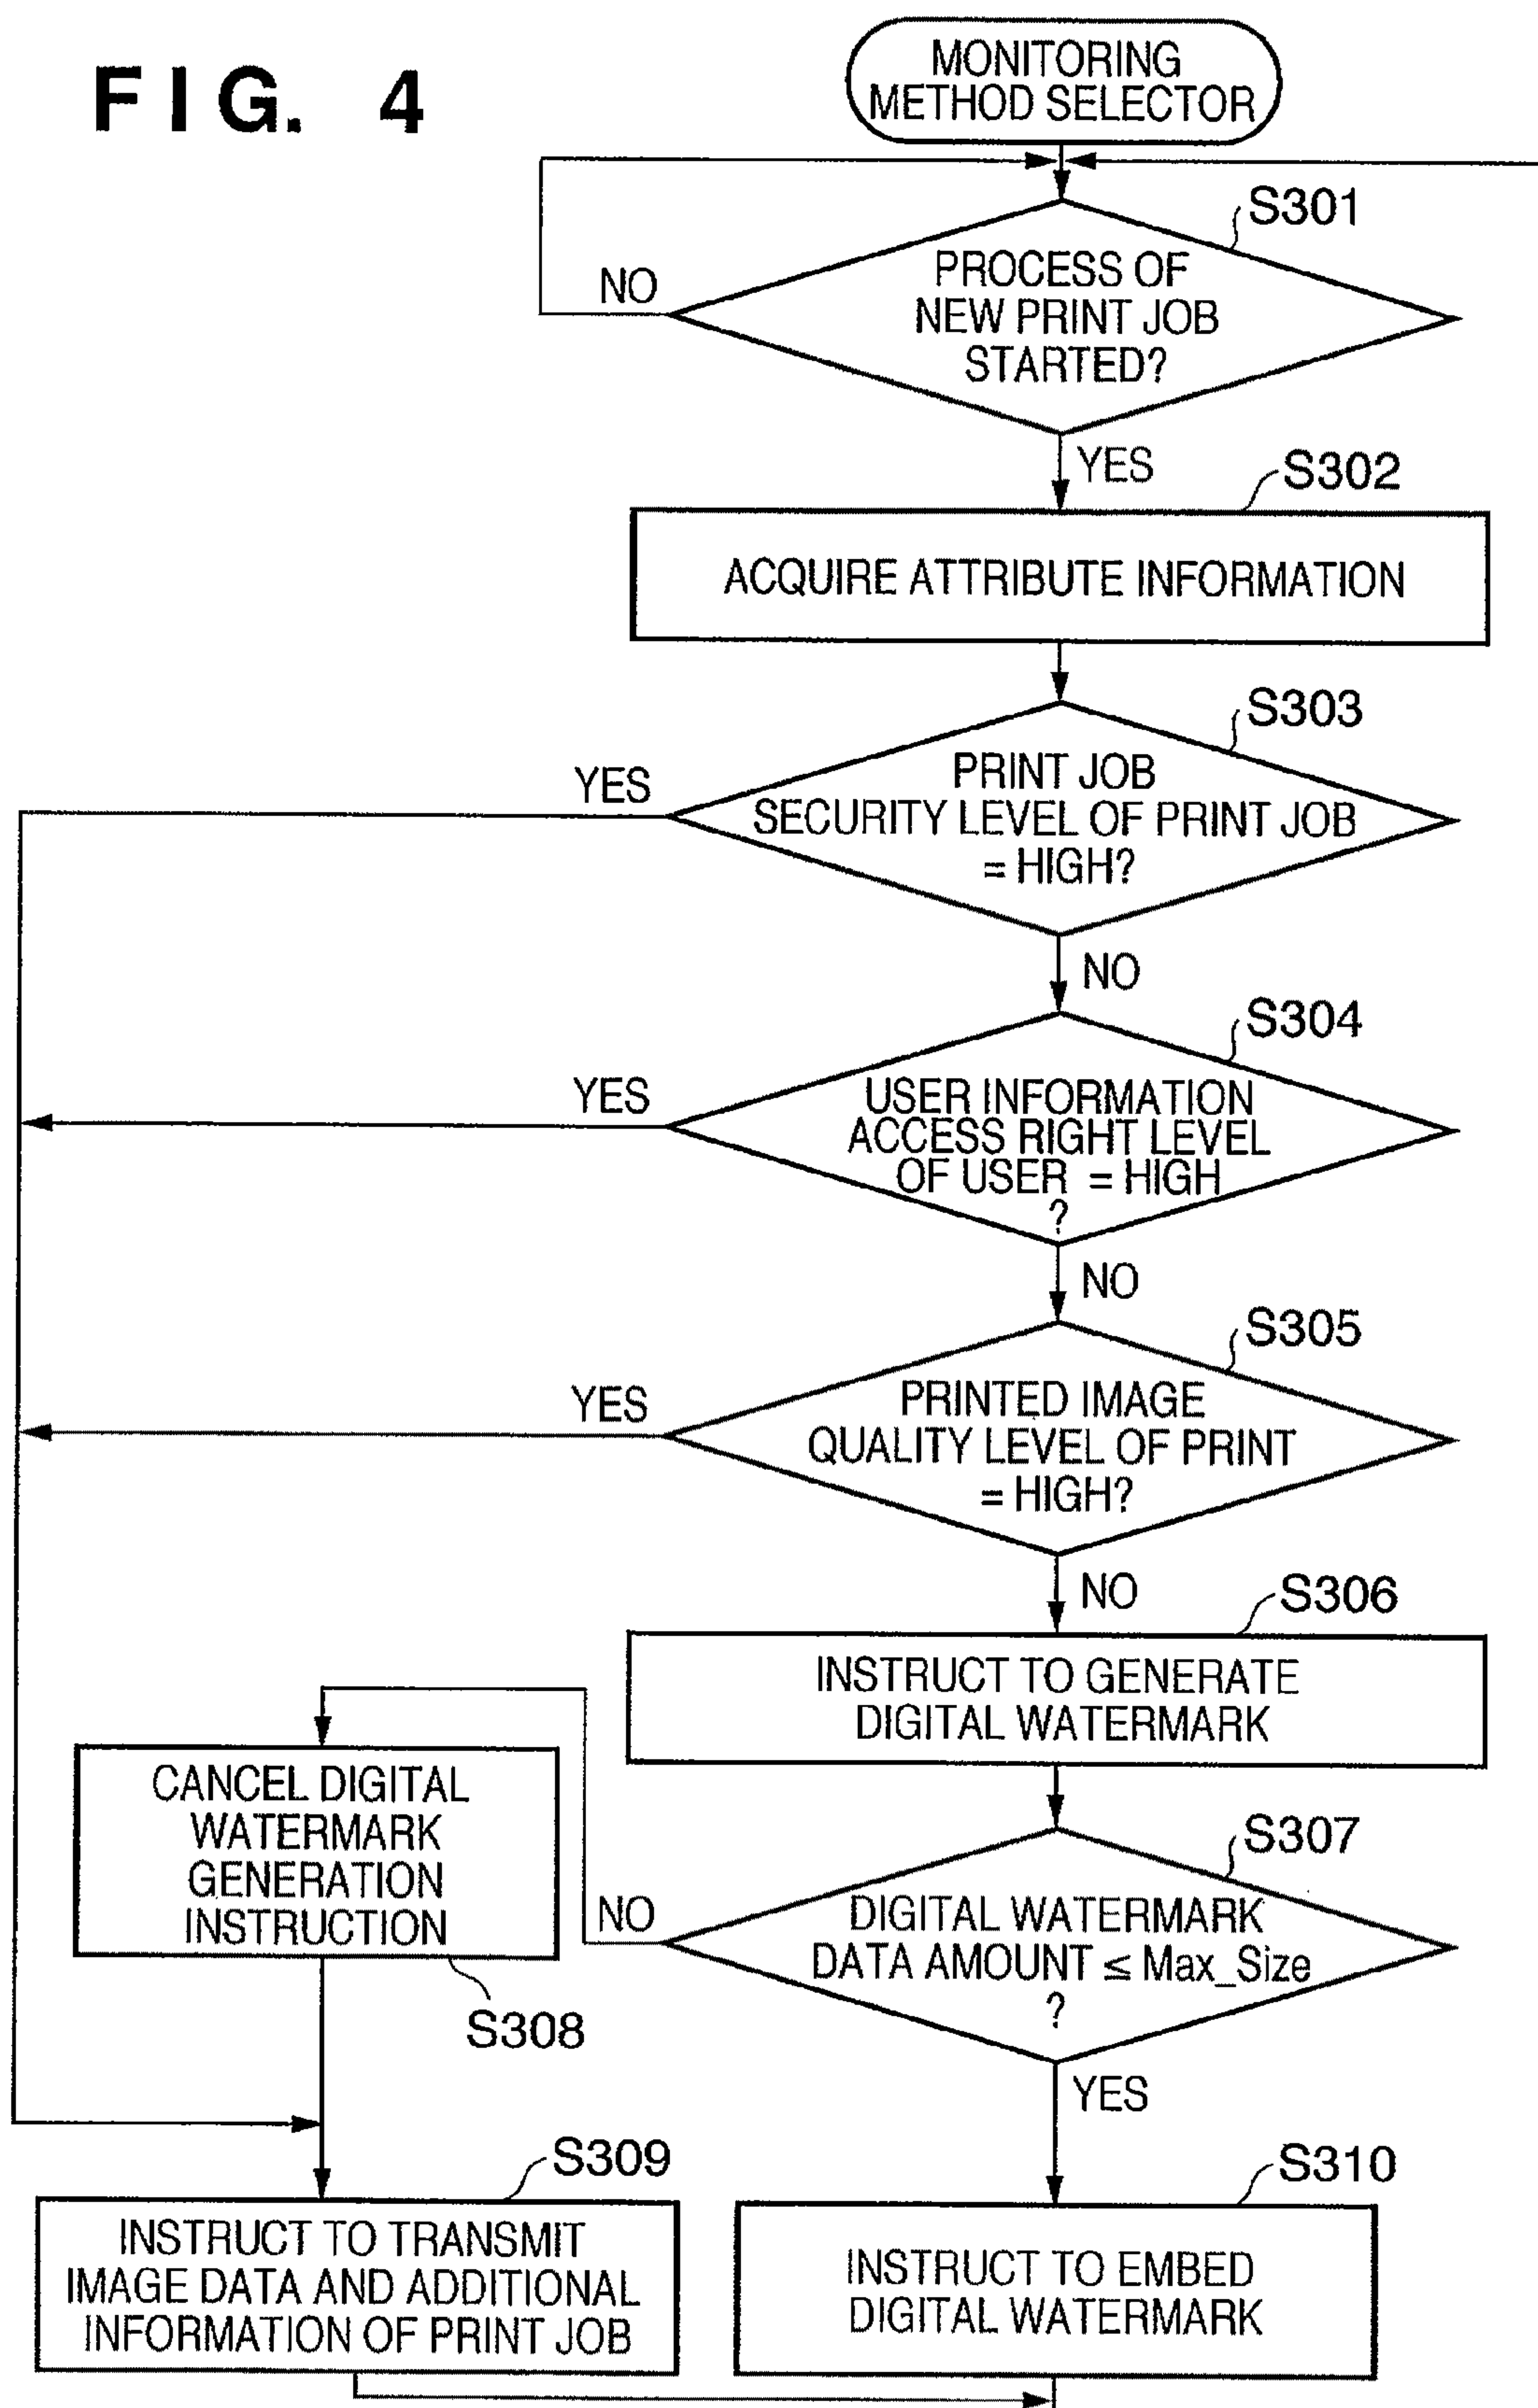 FIG. 4
MONITORING
METHOD SELECTOR
S301
PROCESS OF
NEW PRINT JOB
STARTED?
NO
YES
S302
ACQUIRE ATTRIBUTE INFORMATION
S303
PRINT JOB
SECURITY LEVEL OF PRINT JOB
= HIGH?
YES
NO
S304
USER INFORMATION
ACCESS RIGHT LEVEL
OF USER = HIGH
?
YES
NO
S305
PRINTED IMAGE
QUALITY LEVEL OF PRINT
= HIGH?
YES
NO
S306
INSTRUCT TO GENERATE
DIGITAL WATERMARK
S307
DIGITAL WATERMARK
DATA AMOUNT ≤ Max_Size
?
NO
YES
CANCEL DIGITAL
WATERMARK
GENERATION
INSTRUCTION
S308
S309
INSTRUCT TO TRANSMIT
IMAGE DATA AND ADDITIONAL
INFORMATION OF PRINT JOB
S310
INSTRUCT TO EMBED
DIGITAL WATERMARK